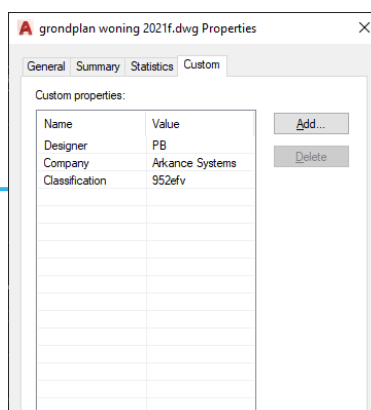 grondplan woning 2021f.dwg Properties
General Summary Statistics Custom
Custom properties:
Name Value
Designer PB
Company Arkance Systems
Classification 952efv
Add...
Delete